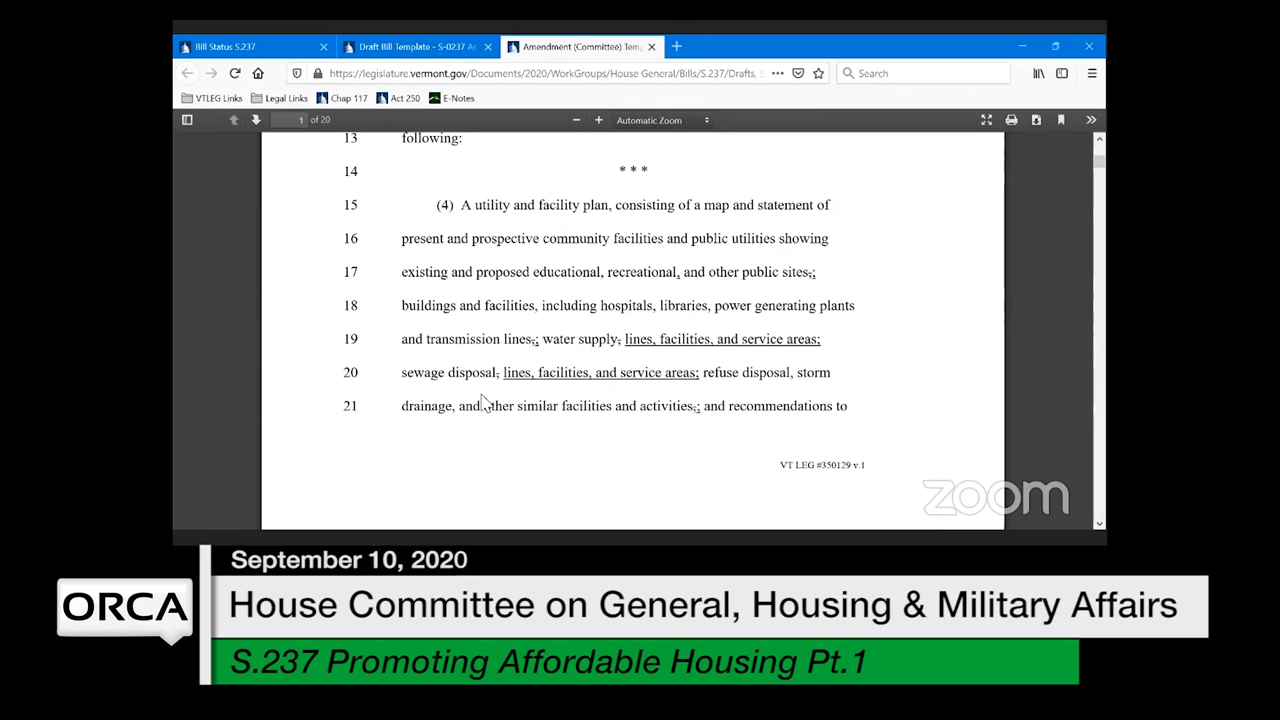 Bill Status S.237
Draft Bill Template - S-0237 As
Amendment (Committee) Temp
https://legislature.vermont.gov/Documents/2020/WorkGroups/House General/Bills/S.237/Drafts,
Search
VTLEG Links Legal Links Chap 117 Act 250 E-Notes
1 of 20 Automatic Zoom
13 following:
14 * * *
15 (4) A utility and facility plan, consisting of a map and statement of
16 present and prospective community facilities and public utilities showing
17 existing and proposed educational, recreational, and other public sites,;
18 buildings and facilities, including hospitals, libraries, power generating plants
19 and transmission lines,; water supply, lines, facilities, and service areas;
20 sewage disposal, lines, facilities, and service areas; refuse disposal, storm
21 drainage, and other similar facilities and activities,; and recommendations to
VT LEG #350129 v.1
zoom
September 10, 2020
ORCA
House Committee on General, Housing & Military Affairs
S.237 Promoting Affordable Housing Pt.1